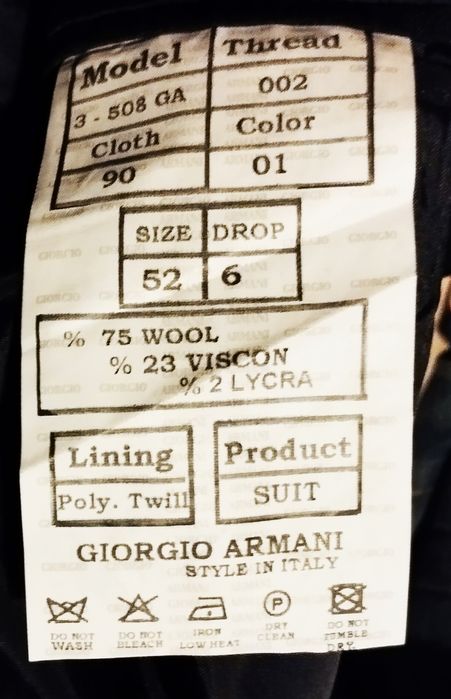 Model Thread
3 - 508 GA 002
Cloth Color
90 01
SIZE DROP
52 6
% 75 WOOL
% 23 VISCON
% 2 LYCRA
Lining Product
Poly. Twill SUIT
GIORGIO ARMANI
STYLE IN ITALY
DO NOT WASH
DO NOT BLEACH
IRON LOW HEAT
DRY CLEAN
DO NOT TUMBLE DRY.